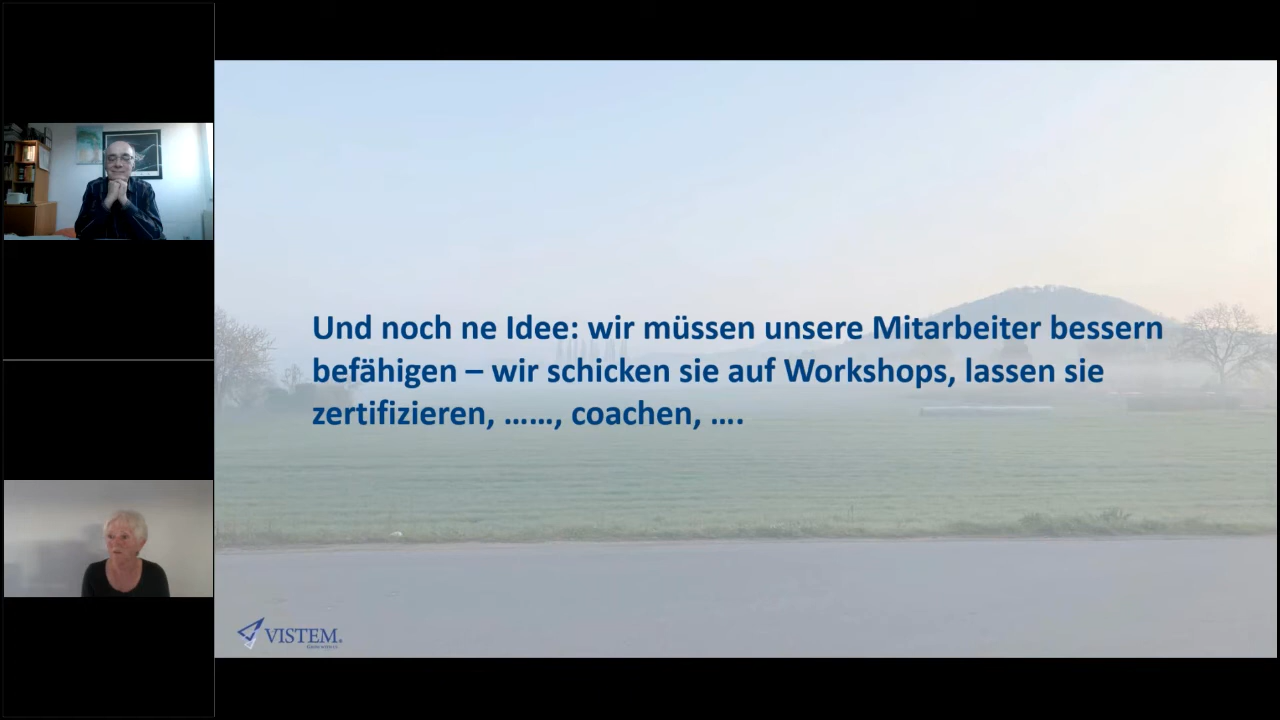 Und noch ne Idee: wir müssen unsere Mitarbeiter bessern
befähigen – wir schicken sie auf Workshops, lassen sie
zertifizieren, ……, coachen, ….
VISTEM